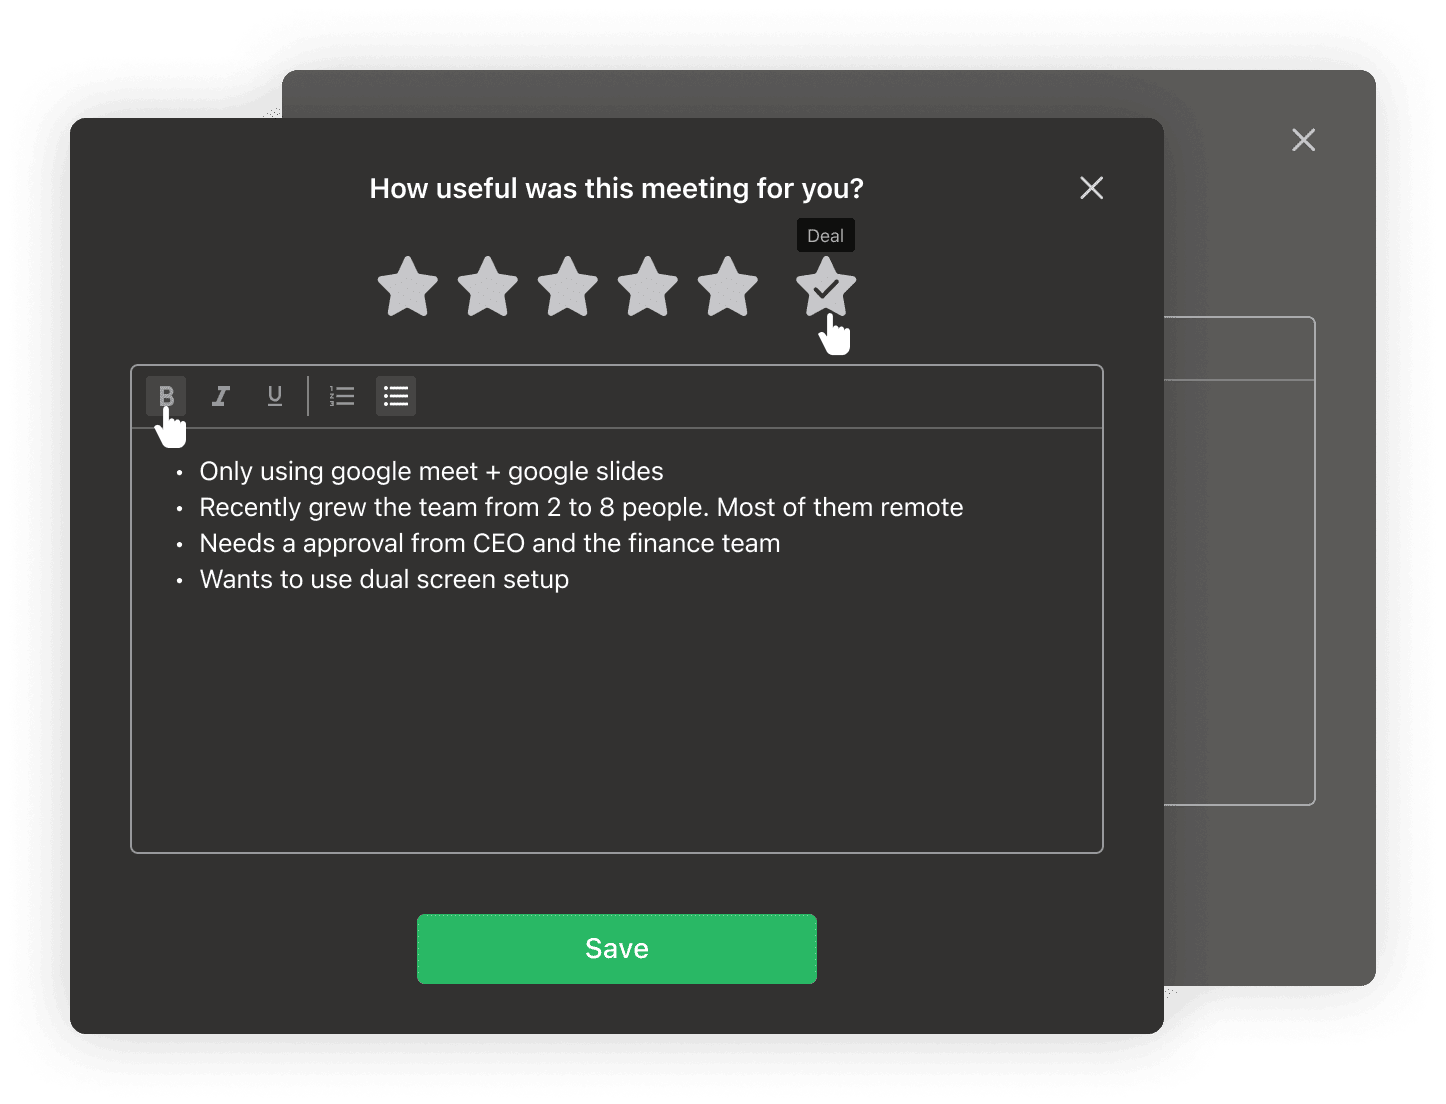 How useful was this meeting for you?
Deal
B I U
• Only using google meet + google slides
• Recently grew the team from 2 to 8 people. Most of them remote
• Needs a approval from CEO and the finance team
• Wants to use dual screen setup
Save